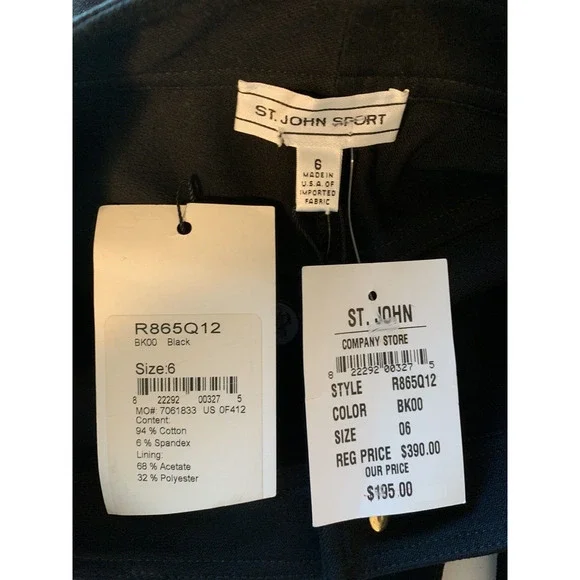 ST. JOHN SPORT
6
MADE IN
U.S.A. OF
IMPORTED
FABRIC
R865Q12
BK00 Black
Size:6
8 22292 00327 5
MO#: 7061833 US 0F412
Content:
94 % Cotton
6 % Spandex
Lining:
68 % Acetate
32 % Polyester
ST. JOHN
COMPANY STORE
8 22292 00327 5
STYLE R865Q12
COLOR BK00
SIZE 06
REG PRICE $390.00
OUR PRICE
$195.00